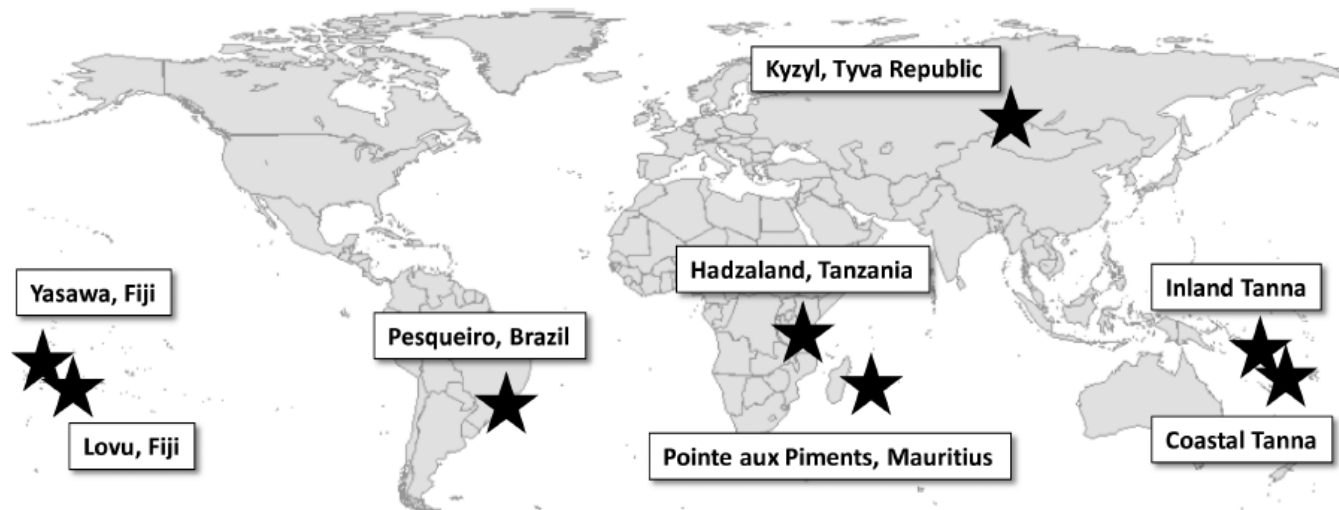 Kyzyl, Tyva Republic
Hadzaland, Tanzania
Yasawa, Fiji
Inland Tanna
Pesqueiro, Brazil
Lovu, Fiji
Coastal Tanna
Pointe aux Piments, Mauritius